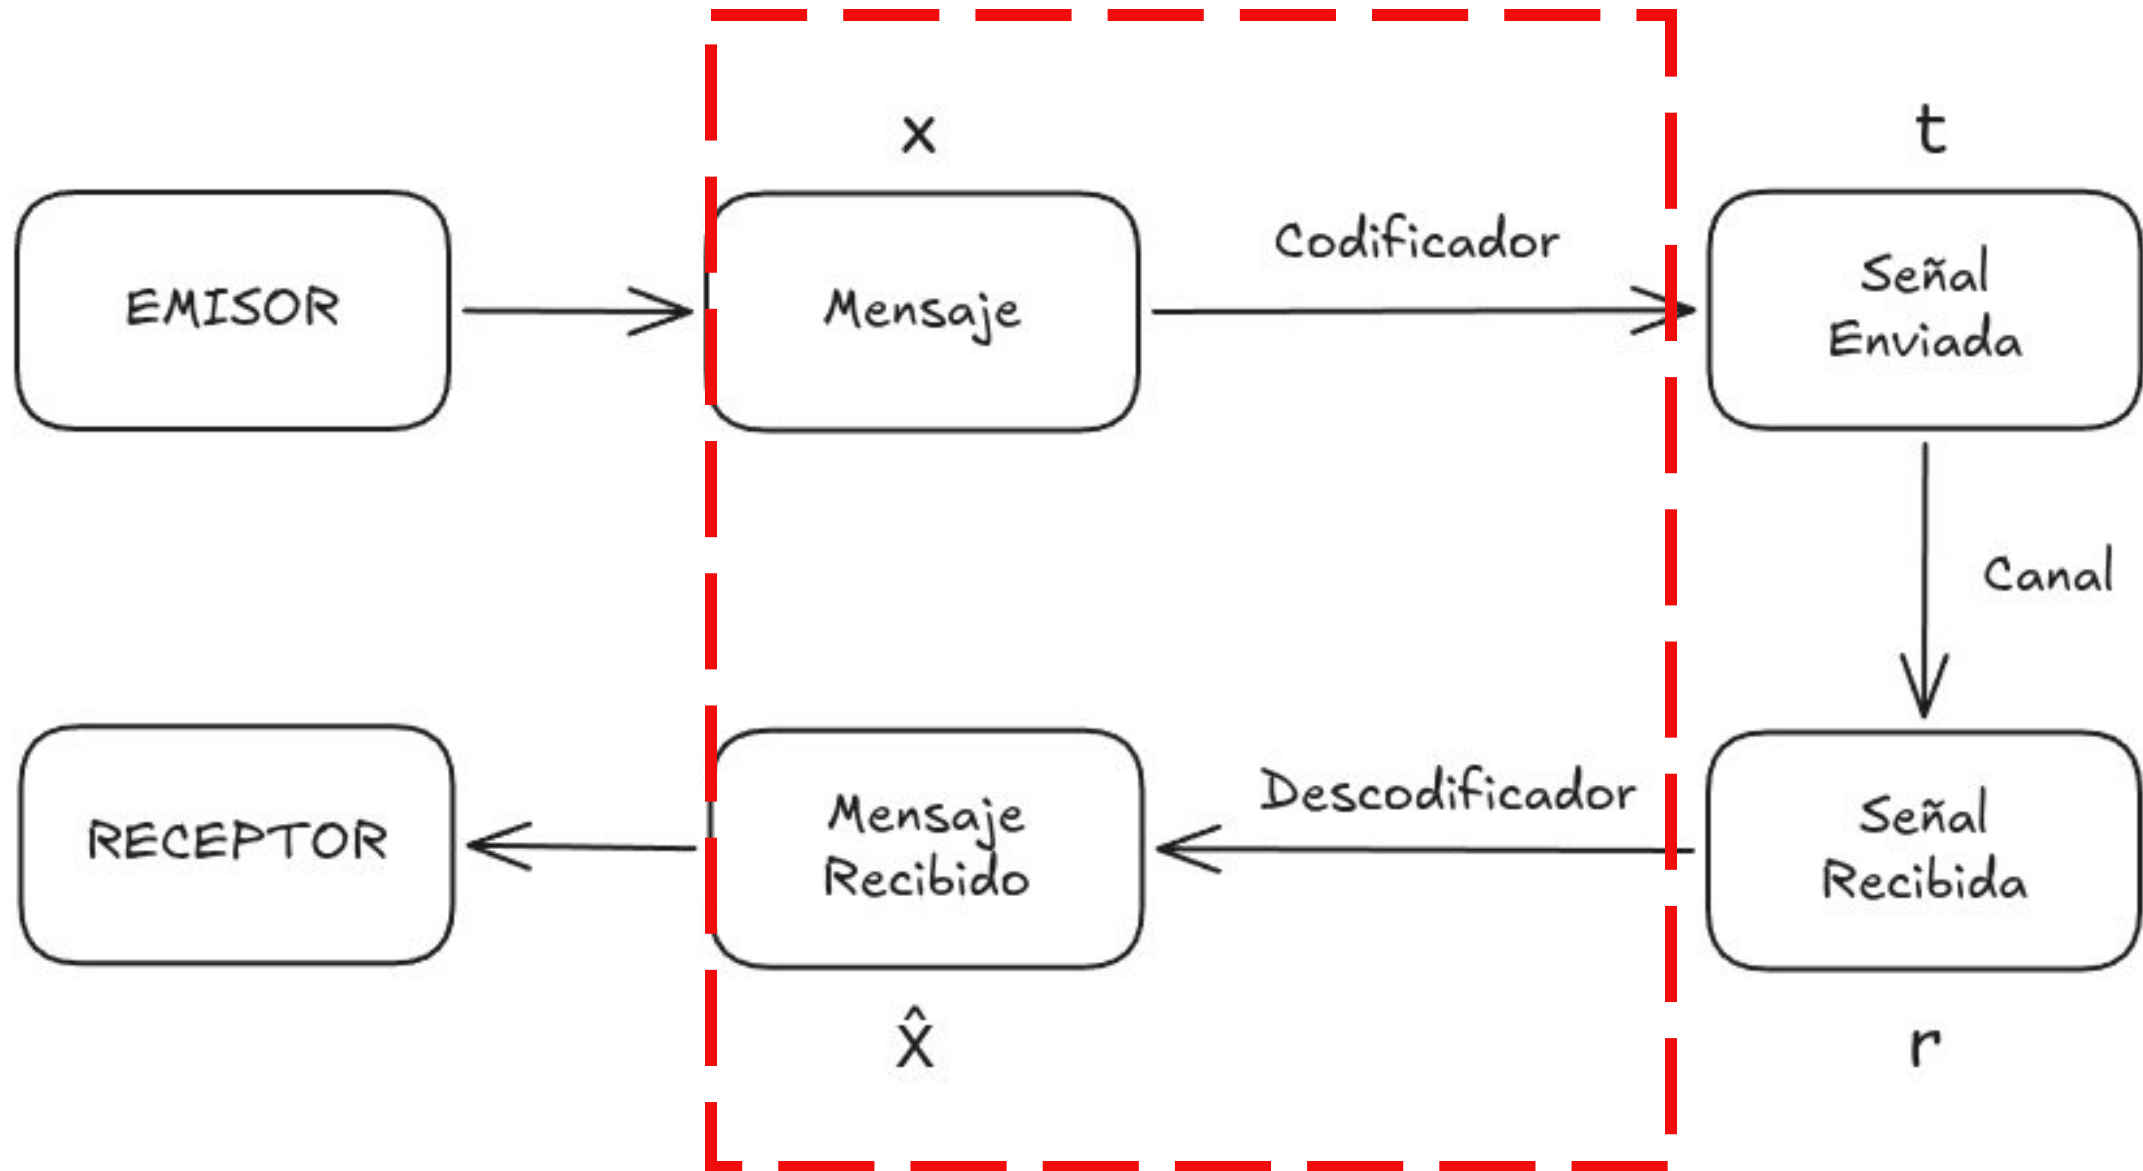 x
t
EMISOR
Mensaje
Codificador
Señal
Enviada
Canal
RECEPTOR
Mensaje
Recibido
Descodificador
Señal
Recibida
x̂
r